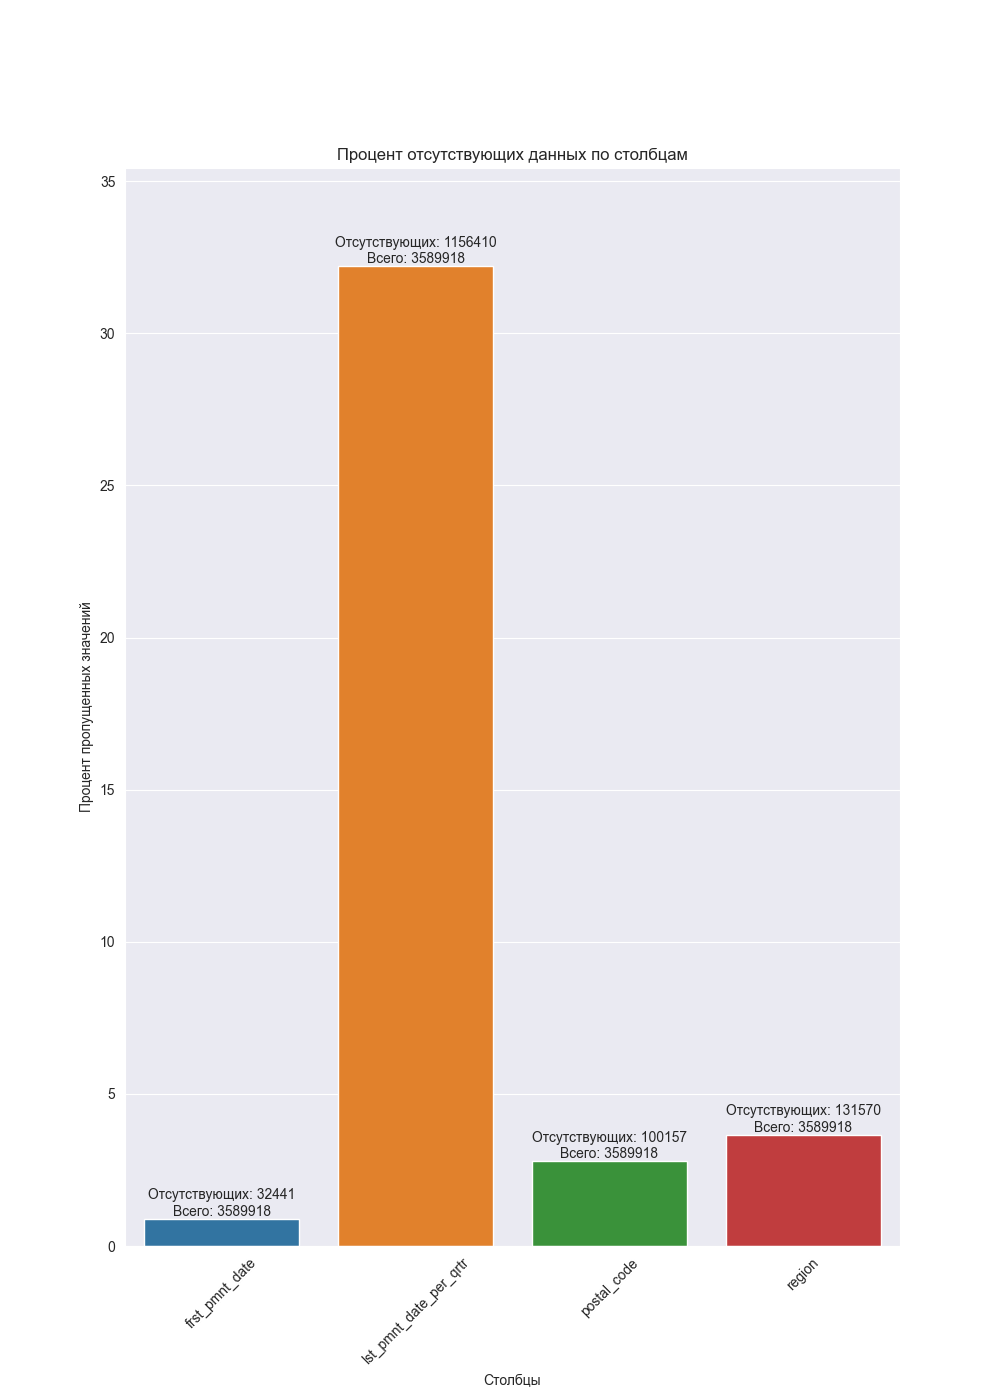 Процент отсутствующих данных по столбцам
35
30
25
20
15
10
5
0
Процент пропущенных значений
Отсутствующих: 32441
Всего: 3589918
Отсутствующих: 1156410
Всего: 3589918
Отсутствующих: 100157
Всего: 3589918
Отсутствующих: 131570
Всего: 3589918
frst_pmnt_date
lst_pmnt_date_per_qrtr
postal_code
region
Столбцы